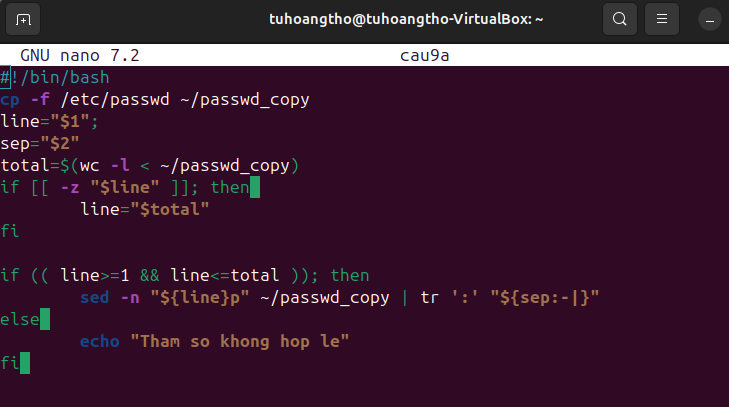 tuhoangtho@tuhoangtho-VirtualBox: ~
GNU nano 7.2 cau9a
#!/bin/bash
cp -f /etc/passwd ~/passwd_copy
line="$1";
sep="$2"
total=$(wc -l < ~/passwd_copy)
if [[ -z "$line" ]]; then
        line="$total"
fi

if (( line>=1 && line<=total )); then
        sed -n "${line}p" ~/passwd_copy | tr ':' "${sep:-|}"
else
        echo "Tham so khong hop le"
fi